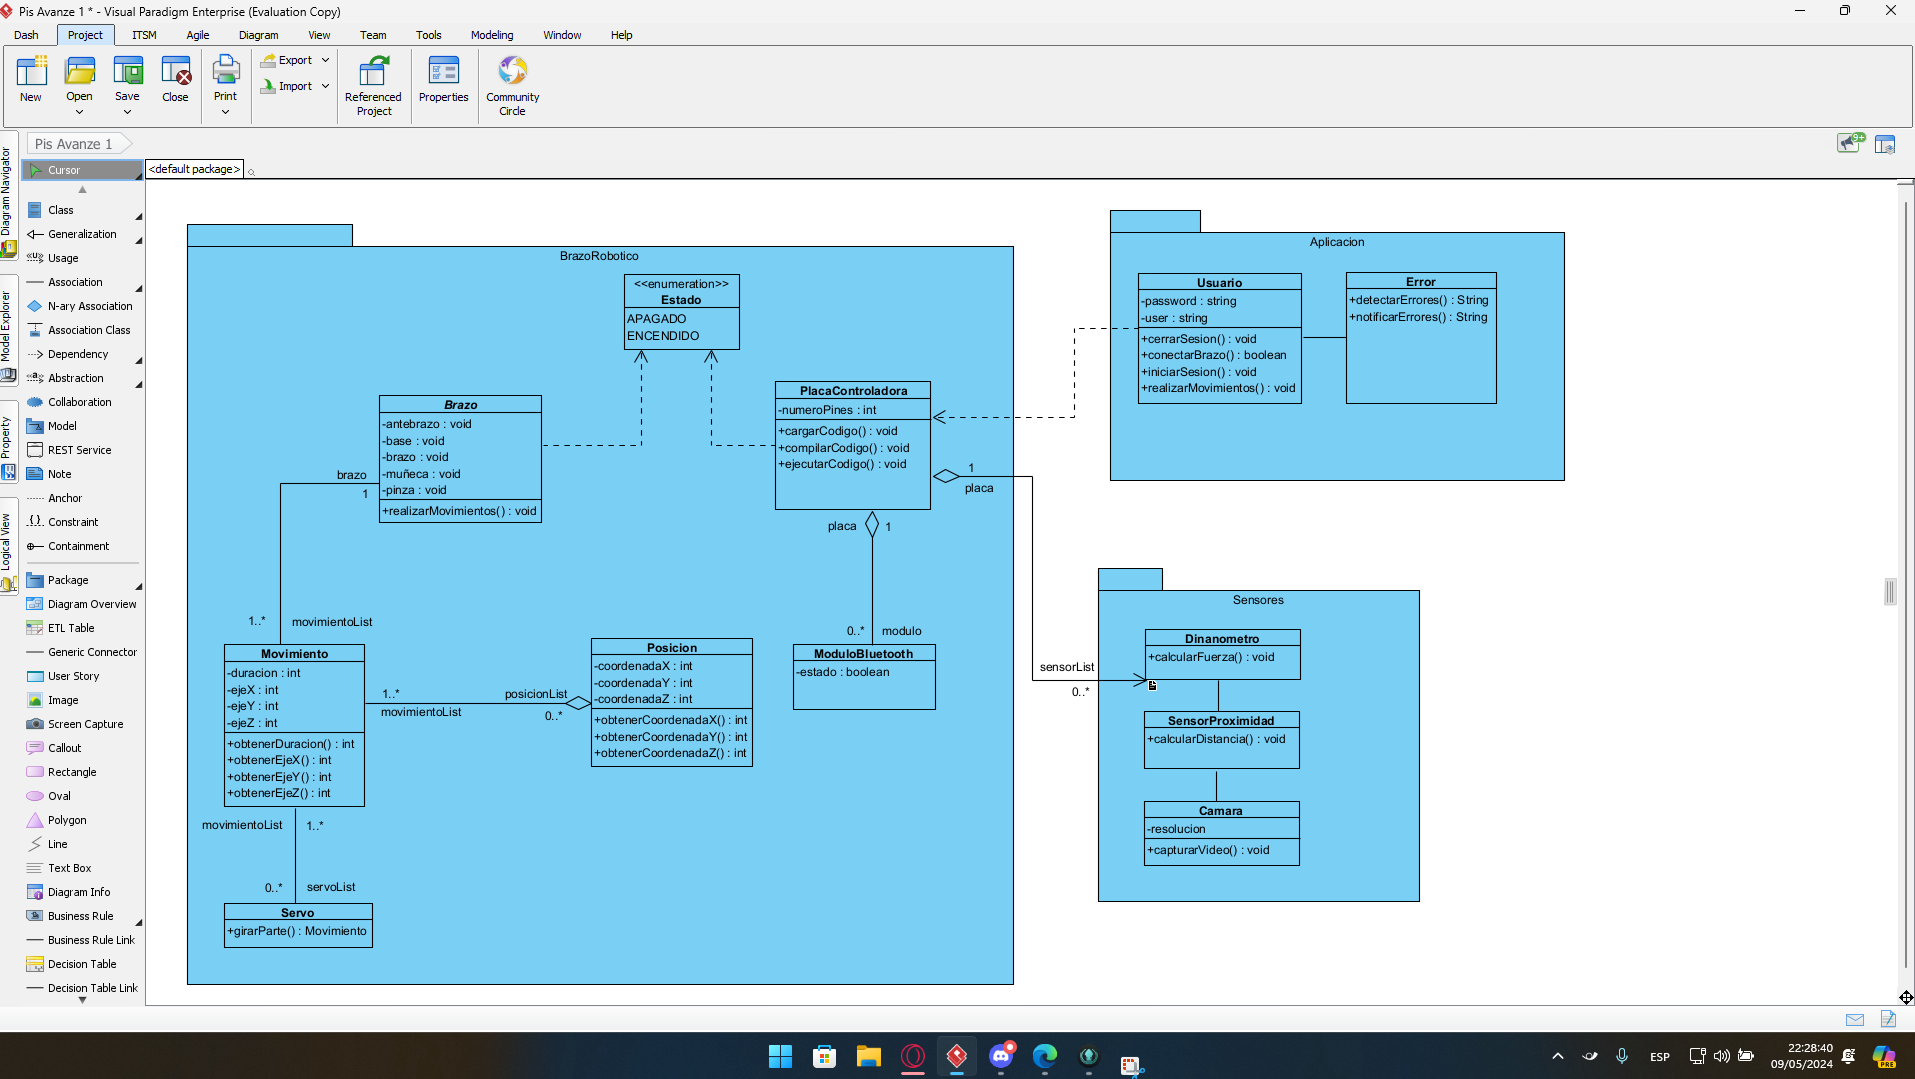 Pis Avanze 1 * - Visual Paradigm Enterprise (Evaluation Copy)
Dash Project ITSM Agile Diagram View Team Tools Modeling Window Help
New
Open
Save
Close
Print
Export
Import
Referenced Project
Properties
Community Circle
Pis Avanze 1
9+
<default package>
Diagram Navigator
Model Explorer
Property
Logical View
Cursor
Class
Generalization
Usage
Association
N-ary Association
Association Class
Dependency
Abstraction
Collaboration
Model
REST Service
Note
Anchor
Constraint
Containment
Package
Diagram Overview
ETL Table
Generic Connector
User Story
Image
Screen Capture
Callout
Rectangle
Oval
Polygon
Line
Text Box
Diagram Info
Business Rule
Business Rule Link
Decision Table
Decision Table Link
BrazoRobotico
<<enumeration>>
Estado
APAGADO
ENCENDIDO
Brazo
-antebrazo : void
-base : void
-brazo : void
-muñeca : void
-pinza : void
+realizarMovimientos() : void
brazo
1
PlacaControladora
-numeroPines : int
+cargarCodigo() : void
+compilarCodigo() : void
+ejecutarCodigo() : void
1
placa
placa
1
1..*
movimientoList
0..*
modulo
Movimiento
-duracion : int
-ejeX : int
-ejeY : int
-ejeZ : int
+obtenerDuracion() : int
+obtenerEjeX() : int
+obtenerEjeY() : int
+obtenerEjeZ() : int
1..*
movimientoList
posicionList
0..*
Posicion
-coordenadaX : int
-coordenadaY : int
-coordenadaZ : int
+obtenerCoordenadaX() : int
+obtenerCoordenadaY() : int
+obtenerCoordenadaZ() : int
ModuloBluetooth
-estado : boolean
movimientoList
1..*
0..*
servoList
Servo
+girarParte() : Movimiento
Aplicacion
Usuario
-password : string
-user : string
+cerrarSesion() : void
+conectarBrazo() : boolean
+iniciarSesion() : void
+realizarMovimientos() : void
Error
+detectarErrores() : String
+notificarErrores() : String
sensorList
0..*
Sensores
Dinanometro
+calcularFuerza() : void
SensorProximidad
+calcularDistancia() : void
Camara
-resolucion
+capturarVideo() : void
ESP
22:28:40
09/05/2024
PRE